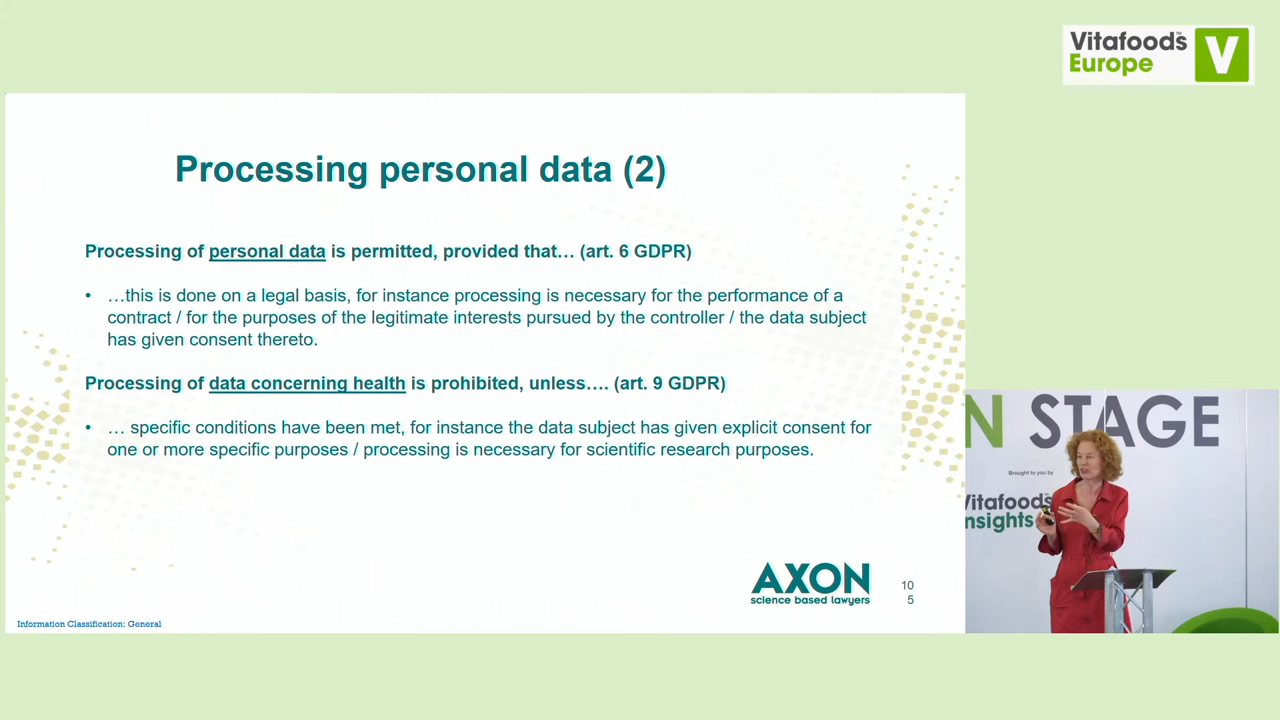 Vitafoods™
Europe
Processing personal data (2)
Processing of personal data is permitted, provided that… (art. 6 GDPR)
• …this is done on a legal basis, for instance processing is necessary for the performance of a
contract / for the purposes of the legitimate interests pursued by the controller / the data subject
has given consent thereto.
Processing of data concerning health is prohibited, unless…. (art. 9 GDPR)
• … specific conditions have been met, for instance the data subject has given explicit consent for
one or more specific purposes / processing is necessary for scientific research purposes.
N STAGE
Brought to you by
Vitafoods
insights
AXON
science based lawyers
10
5
Information Classification: General